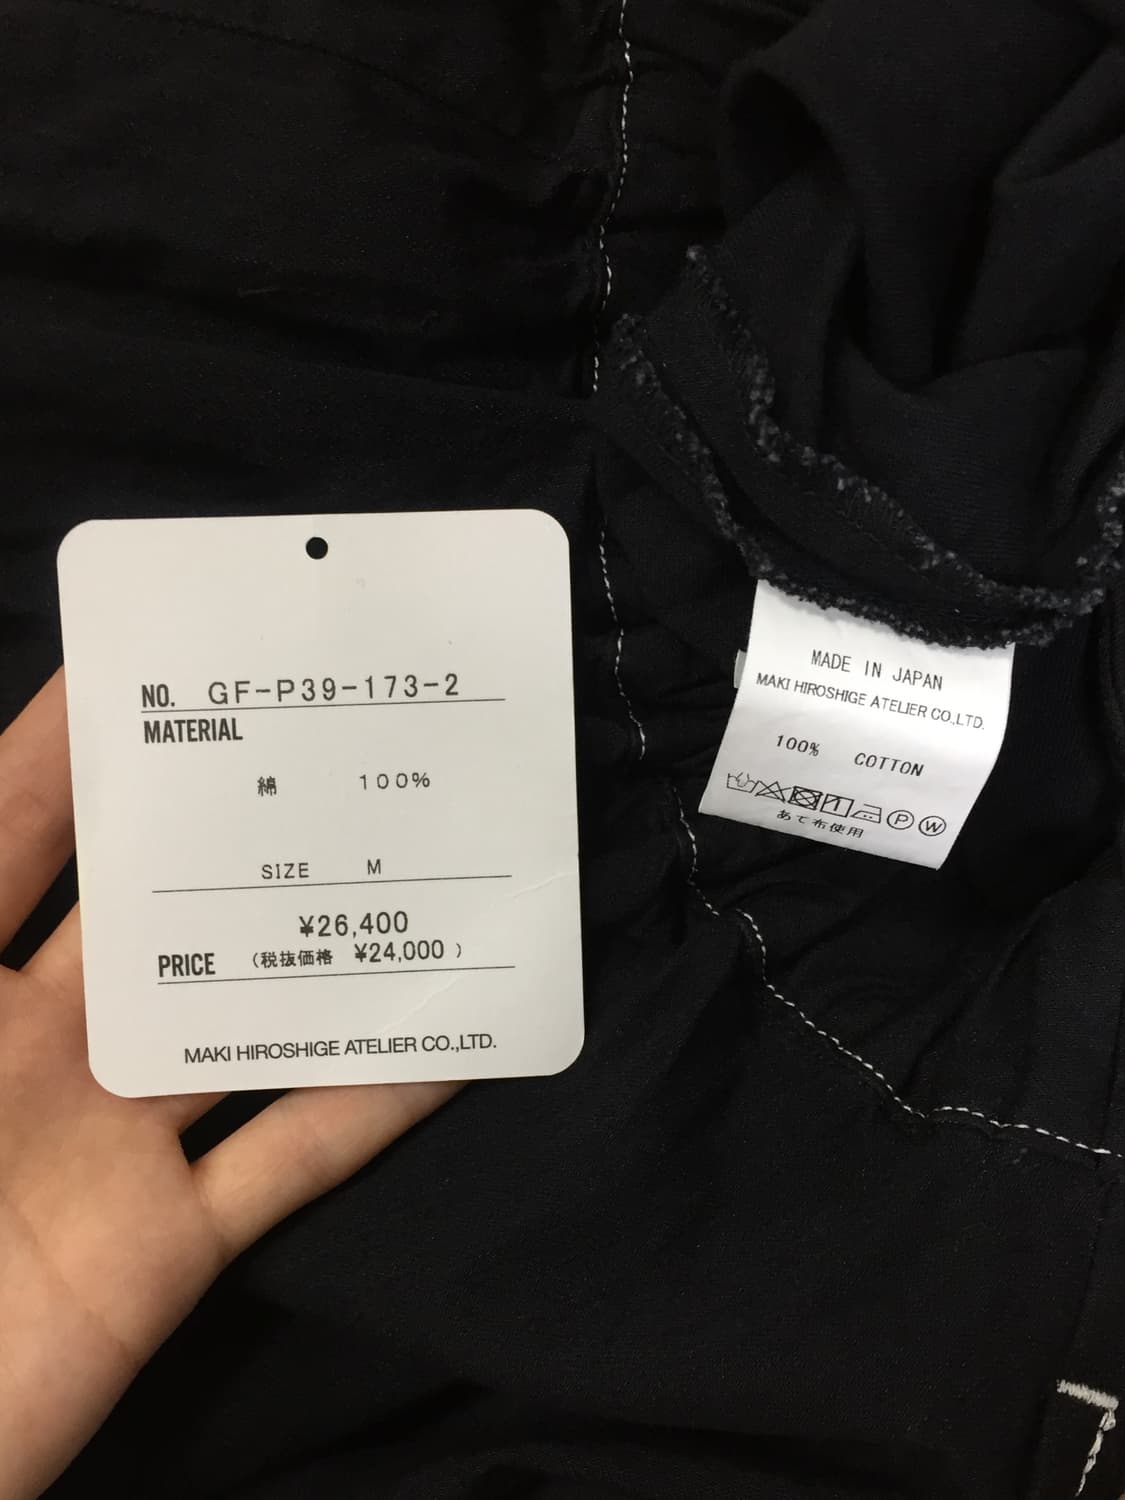 NO. GF-P39-173-2
MATERIAL
綿 100%
SIZE M
¥26,400
PRICE (税抜価格 ¥24,000 )
MAKI HIROSHIGE ATELIER CO.,LTD.
MADE IN JAPAN
MAKI HIROSHIGE ATELIER CO.,LTD.
100% COTTON
P W
あて布使用